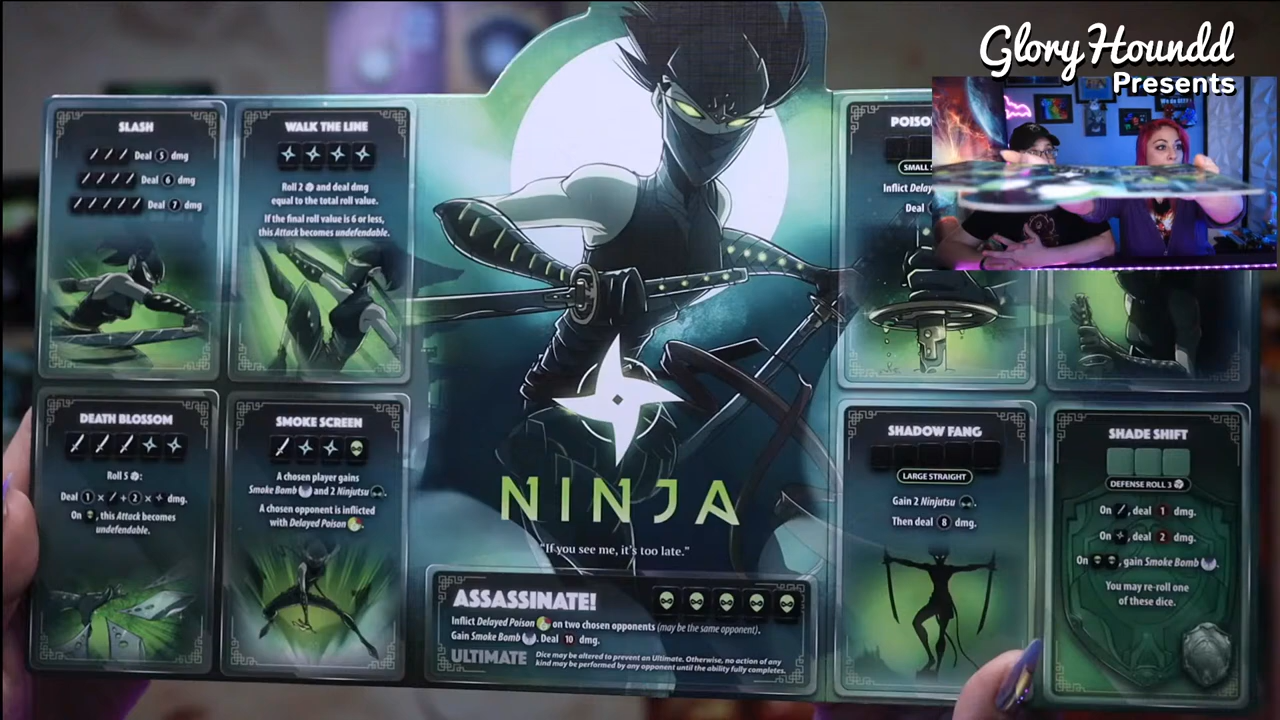 GloryHoundd
Presents
SLASH
Deal 5 dmg
Deal 6 dmg
Deal 7 dmg
WALK THE LINE
Roll 2 and deal dmg
equal to the total roll value.
If the final roll value is 6 or less,
this Attack becomes undefendable.
SMALL
Inflict
Deal
DEATH BLOSSOM
Roll 5 :
Deal 1 × + 2 × dmg.
On , this Attack becomes
undefendable.
SMOKE SCREEN
A chosen player gains
Smoke Bomb and 2 Ninjutsu .
A chosen opponent is inflicted
with Delayed Poison .
NINJA
"If you see me, it's too late."
ASSASSINATE!
Inflict Delayed Poison on two chosen opponents (may be the same opponent).
Gain Smoke Bomb . Deal 10 dmg.
ULTIMATE
Dice may be altered to prevent an Ultimate. Otherwise, no action of any
kind may be performed by any opponent until the ability fully completes.
SHADOW FANG
LARGE STRAIGHT
Gain 2 Ninjutsu .
Then deal 8 dmg.
SHADE SHIFT
DEFENSE ROLL 3
On , deal 1 dmg.
On , deal 2 dmg.
On , gain Smoke Bomb .
You may re-roll one
of these dice.